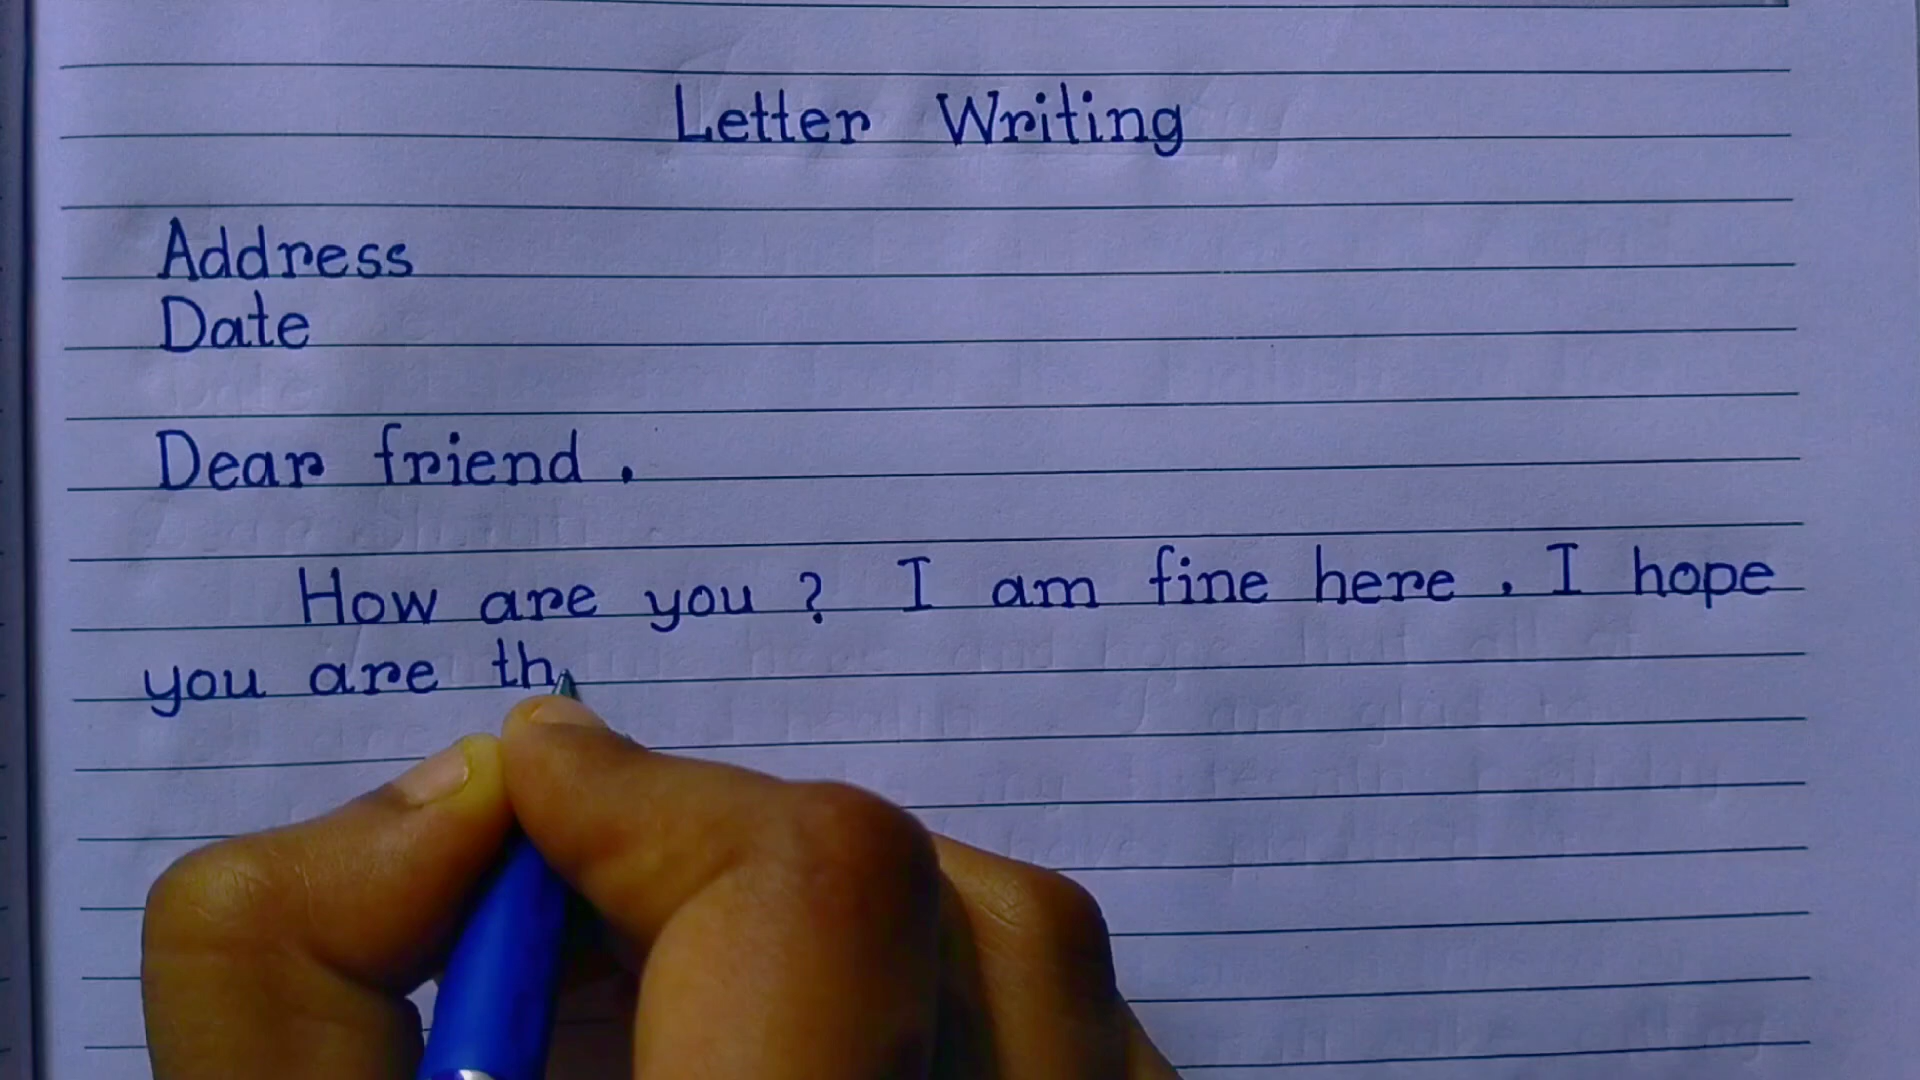 Letter Writing
Address
Date
Dear friend .
How are you ? I am fine here . I hope
you are th